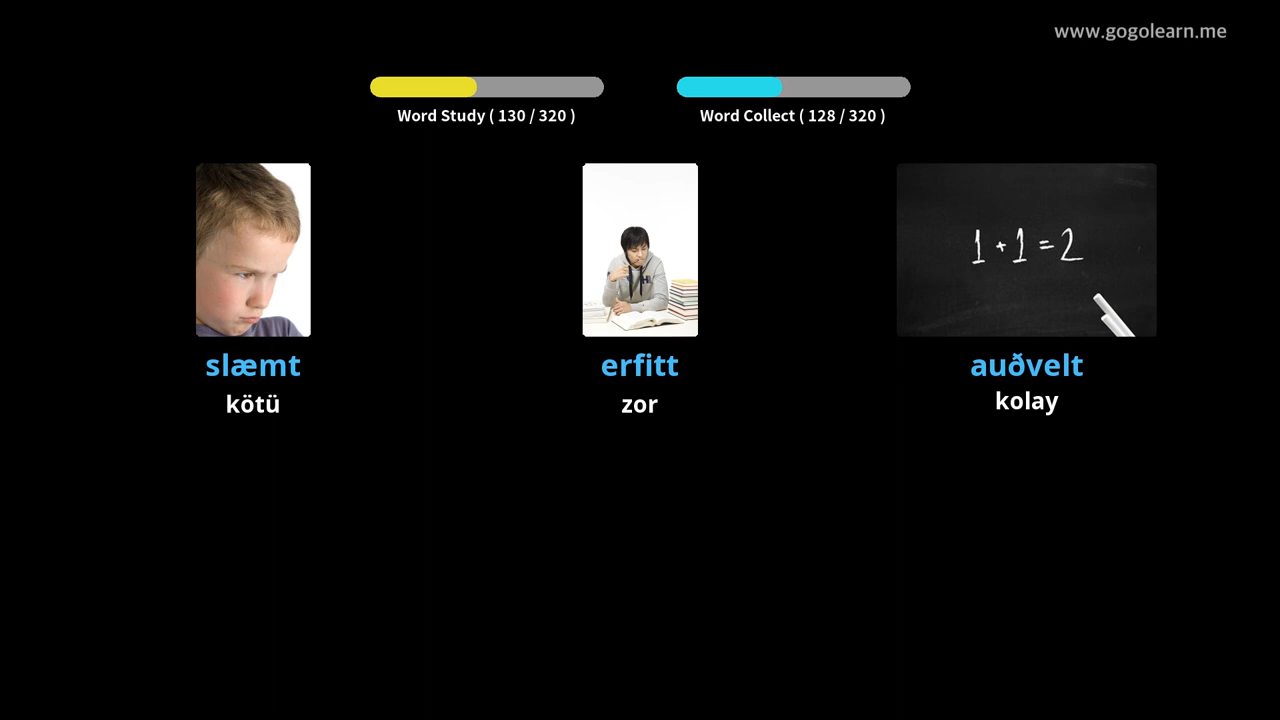 www.gogolearn.me
Word Study ( 130 / 320 )
Word Collect ( 128 / 320 )
1 + 1 = 2
slæmt
kötü
erfitt
zor
auðvelt
kolay